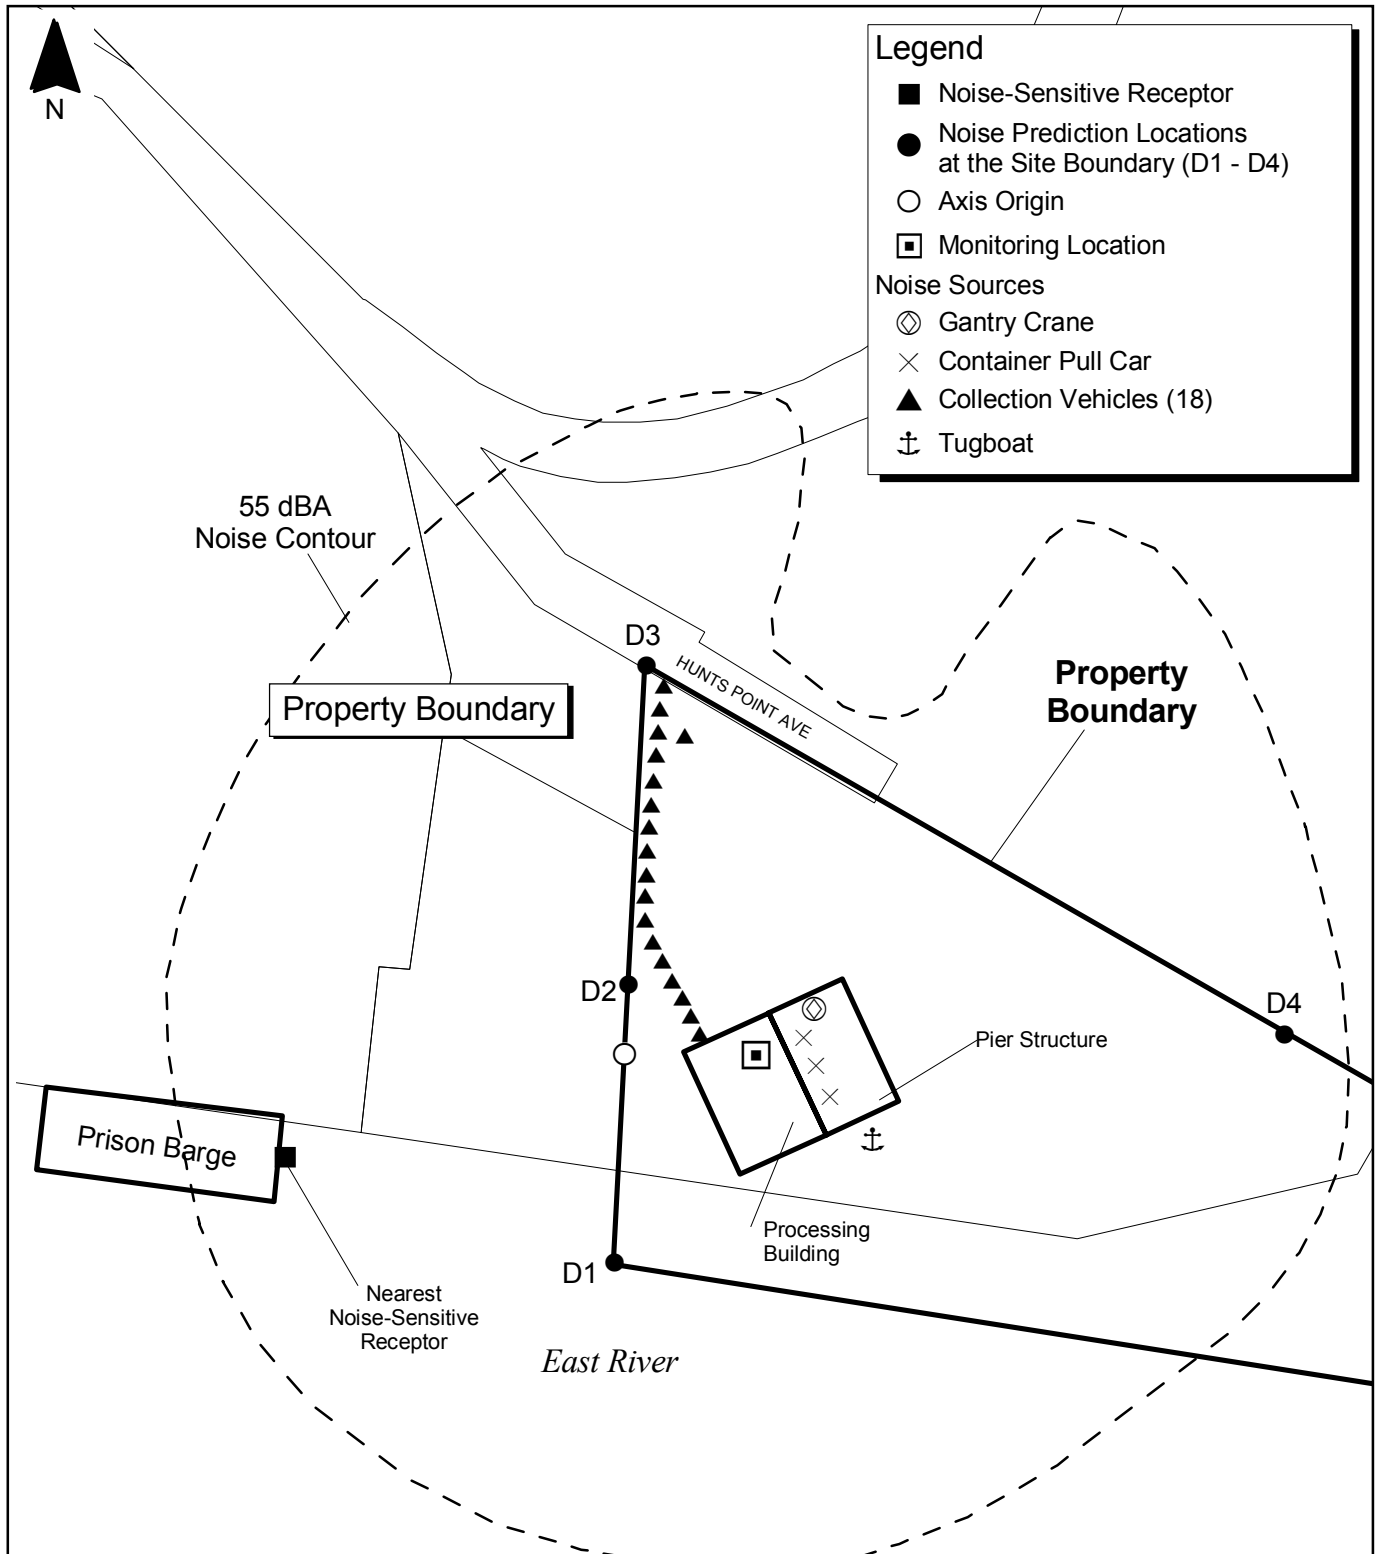 N
Legend
Noise-Sensitive Receptor
Noise Prediction Locations
at the Site Boundary (D1 - D4)
Axis Origin
Monitoring Location
Noise Sources
Gantry Crane
Container Pull Car
Collection Vehicles (18)
Tugboat
55 dBA
Noise Contour
D3
HUNTS POINT AVE
Property
Boundary
Property Boundary
D2
D4
Pier Structure
Prison Barge
Processing
Building
D1
Nearest
Noise-Sensitive
Receptor
East River